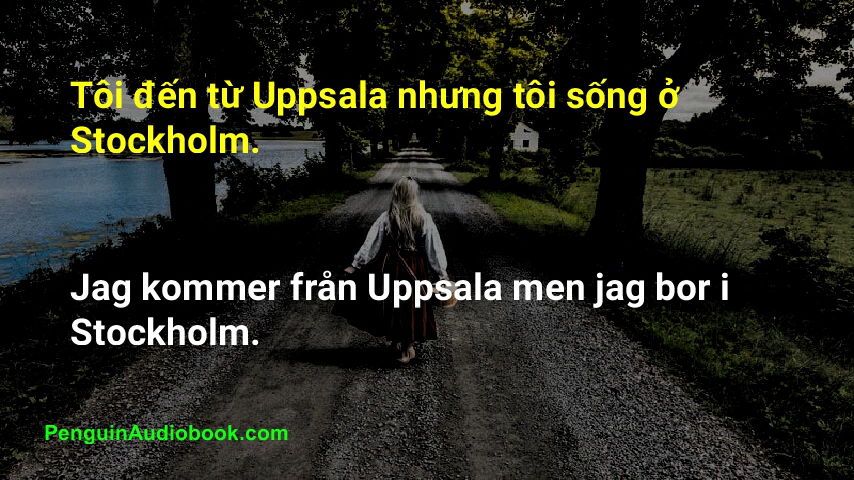 Tôi đến từ Uppsala nhưng tôi sống ở
Stockholm.
Jag kommer från Uppsala men jag bor i
Stockholm.
PenguinAudiobook.com